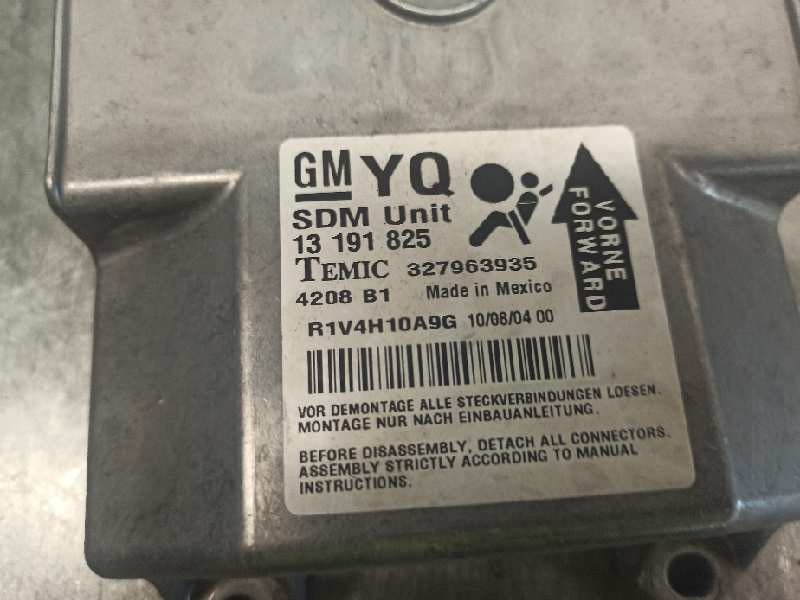 GM YQ
SDM Unit
13 191 825
TEMIC 327963935
4208 B1 Made in Mexico
R1V4H10A9G 10/08/04 00
VORNE
FORWARD
VOR DEMONTAGE ALLE STECKVERBINDUNGEN LOESEN.
MONTAGE NUR NACH EINBAUANLEITUNG.
BEFORE DISASSEMBLY, DETACH ALL CONNECTORS.
ASSEMBLY STRICTLY ACCORDING TO MANUAL
INSTRUCTIONS.